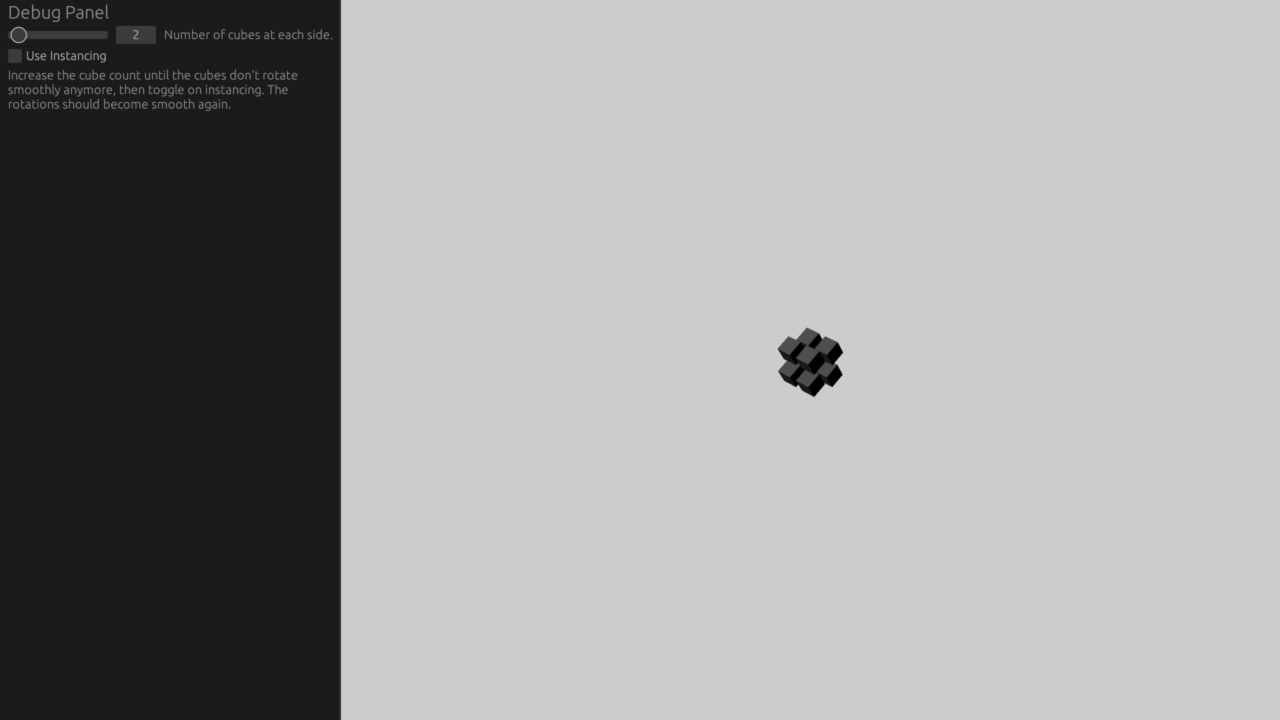 Debug Panel
2 Number of cubes at each side.
Use Instancing
Increase the cube count until the cubes don't rotate
smoothly anymore, then toggle on instancing. The
rotations should become smooth again.